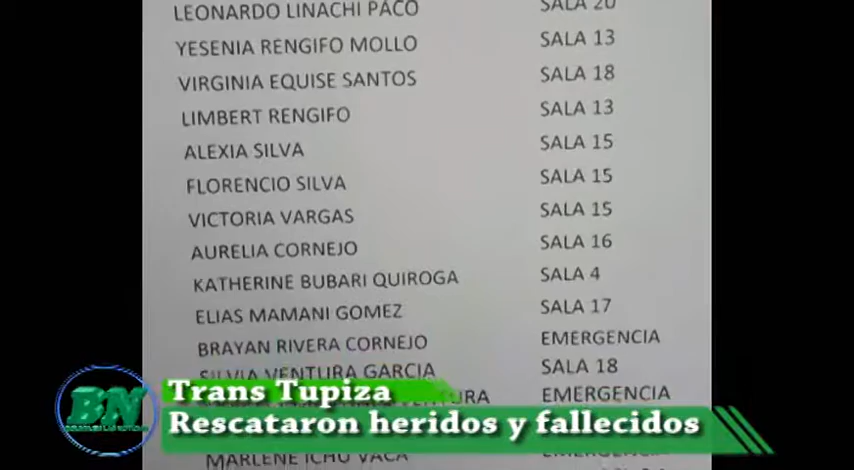 LEONARDO LINACHI PACO SALA 20
YESENIA RENGIFO MOLLO SALA 13
VIRGINIA EQUISE SANTOS SALA 18
LIMBERT RENGIFO SALA 13
ALEXIA SILVA SALA 15
FLORENCIO SILVA SALA 15
VICTORIA VARGAS SALA 15
AURELIA CORNEJO SALA 16
KATHERINE BUBARI QUIROGA SALA 4
ELIAS MAMANI GOMEZ SALA 17
BRAYAN RIVERA CORNEJO EMERGENCIA
SILVIA VENTURA GARCIA SALA 18
VENTURA EMERGENCIA
BN
Trans Tupiza
Rescataron heridos y fallecidos
MARLENE ICHO VACA